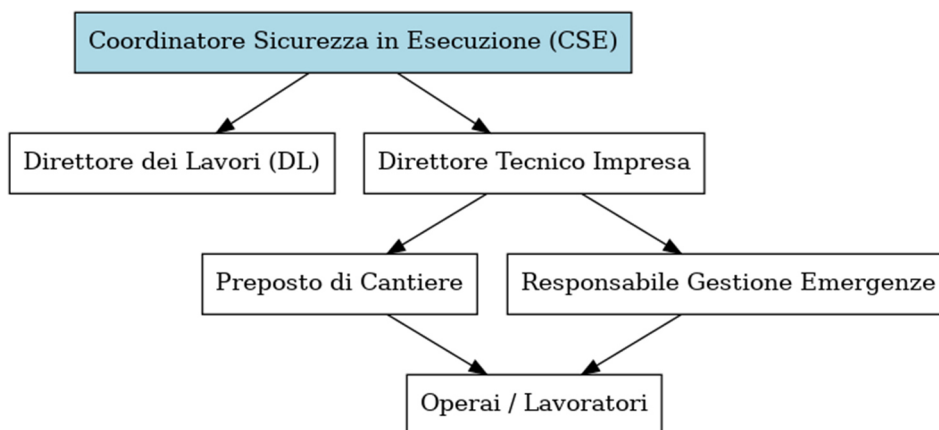 Coordinatore Sicurezza in Esecuzione (CSE)
Direttore dei Lavori (DL)
Direttore Tecnico Impresa
Preposto di Cantiere
Responsabile Gestione Emergenze
Operai / Lavoratori